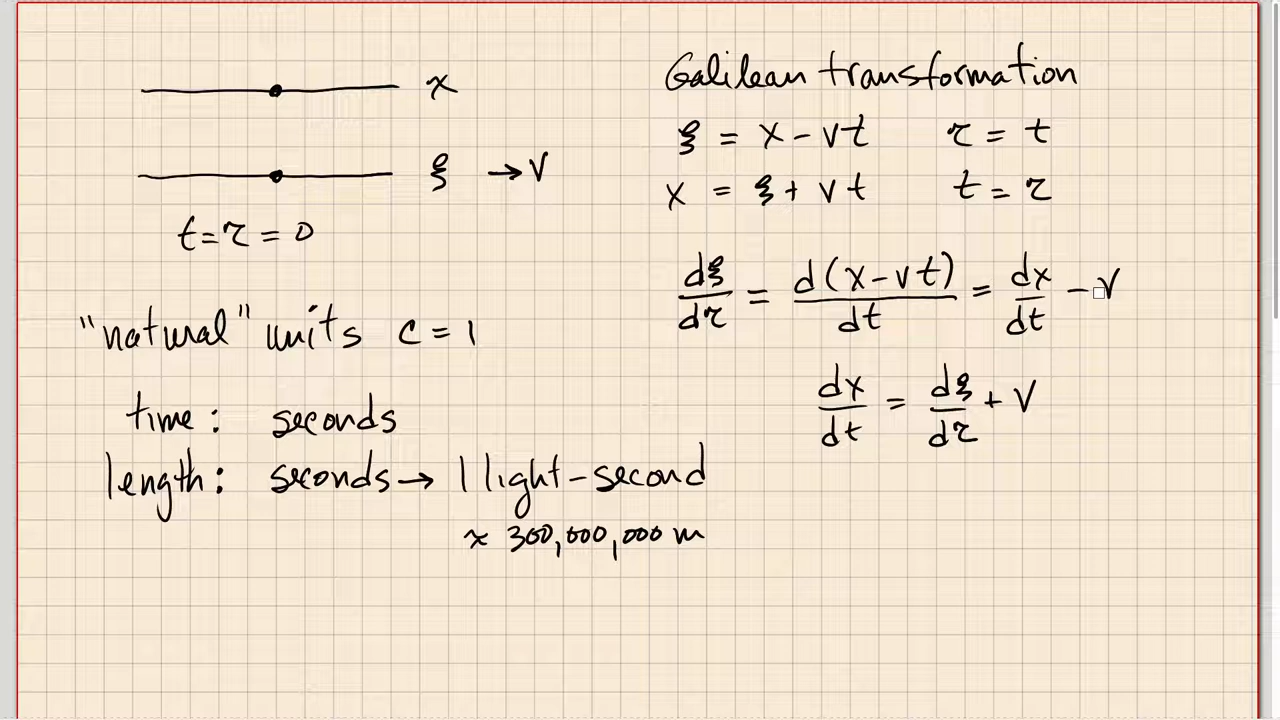 x
ξ → v
t = τ = 0
"natural" units c = 1
time: seconds
length: seconds → 1 light-second
≈ 300,000,000 m
Galilean transformation
ξ = x - vt τ = t
x = ξ + vt t = τ
dξ/dτ = d(x - vt)/dt = dx/dt - v
dx/dt = dξ/dτ + v